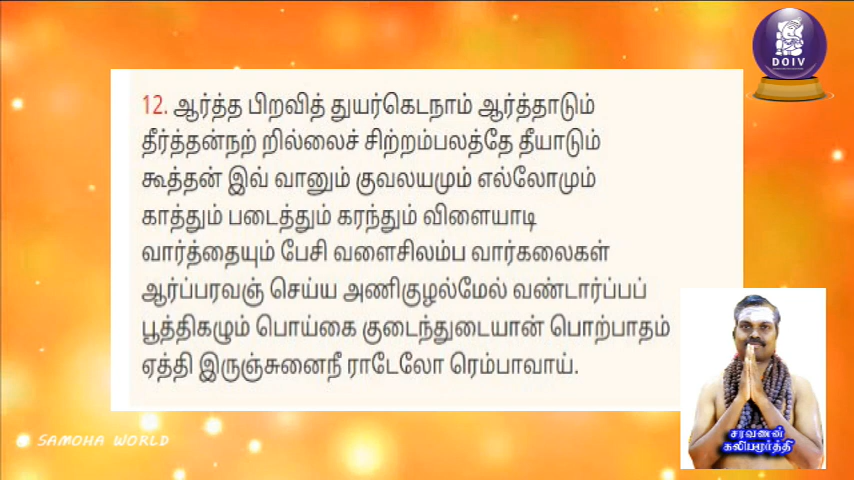 DOIV
12. ஆர்த்த பிறவித் துயர்கெடநாம் ஆர்த்தாடும்
தீர்த்தன்நற் றில்லைச் சிற்றம்பலத்தே தீயாடும்
கூத்தன் இவ் வானும் குவலயமும் எல்லோமும்
காத்தும் படைத்தும் கரந்தும் விளையாடி
வார்த்தையும் பேசி வளைசிலம்ப வார்கலைகள்
ஆர்ப்பரவஞ் செய்ய அணிகுழல்மேல் வண்டார்ப்பப்
பூத்திகழும் பொய்கை குடைந்துடையான் பொற்பாதம்
ஏத்தி இருஞ்சுனைநீ ராடேலோ ரெம்பாவாய்.
SAMOHA WORLD
சரவணன்
கலிபமூர்த்தி